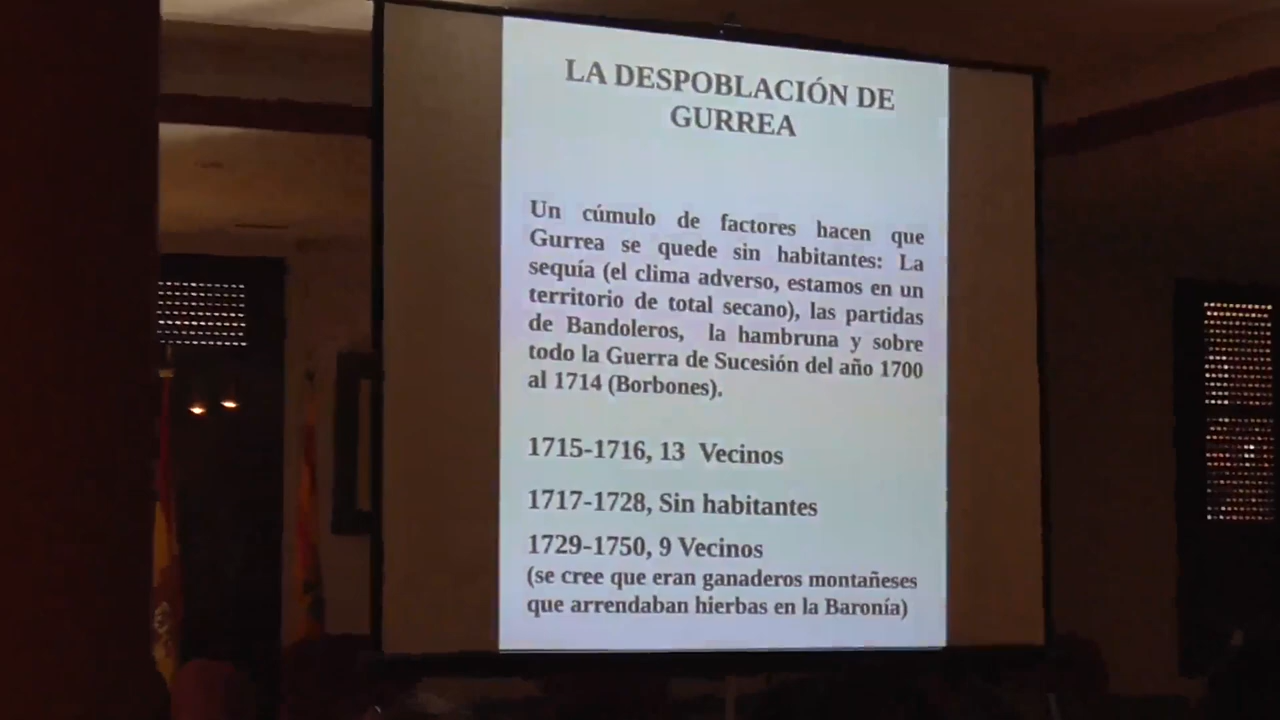 LA DESPOBLACIÓN DE
GURREA
Un cúmulo de factores hacen que
Gurrea se quede sin habitantes: La
sequía (el clima adverso, estamos en un
territorio de total secano), las partidas
de Bandoleros, la hambruna y sobre
todo la Guerra de Sucesión del año 1700
al 1714 (Borbones).
1715-1716, 13 Vecinos
1717-1728, Sin habitantes
1729-1750, 9 Vecinos
(se cree que eran ganaderos montañeses
que arrendaban hierbas en la Baronía)